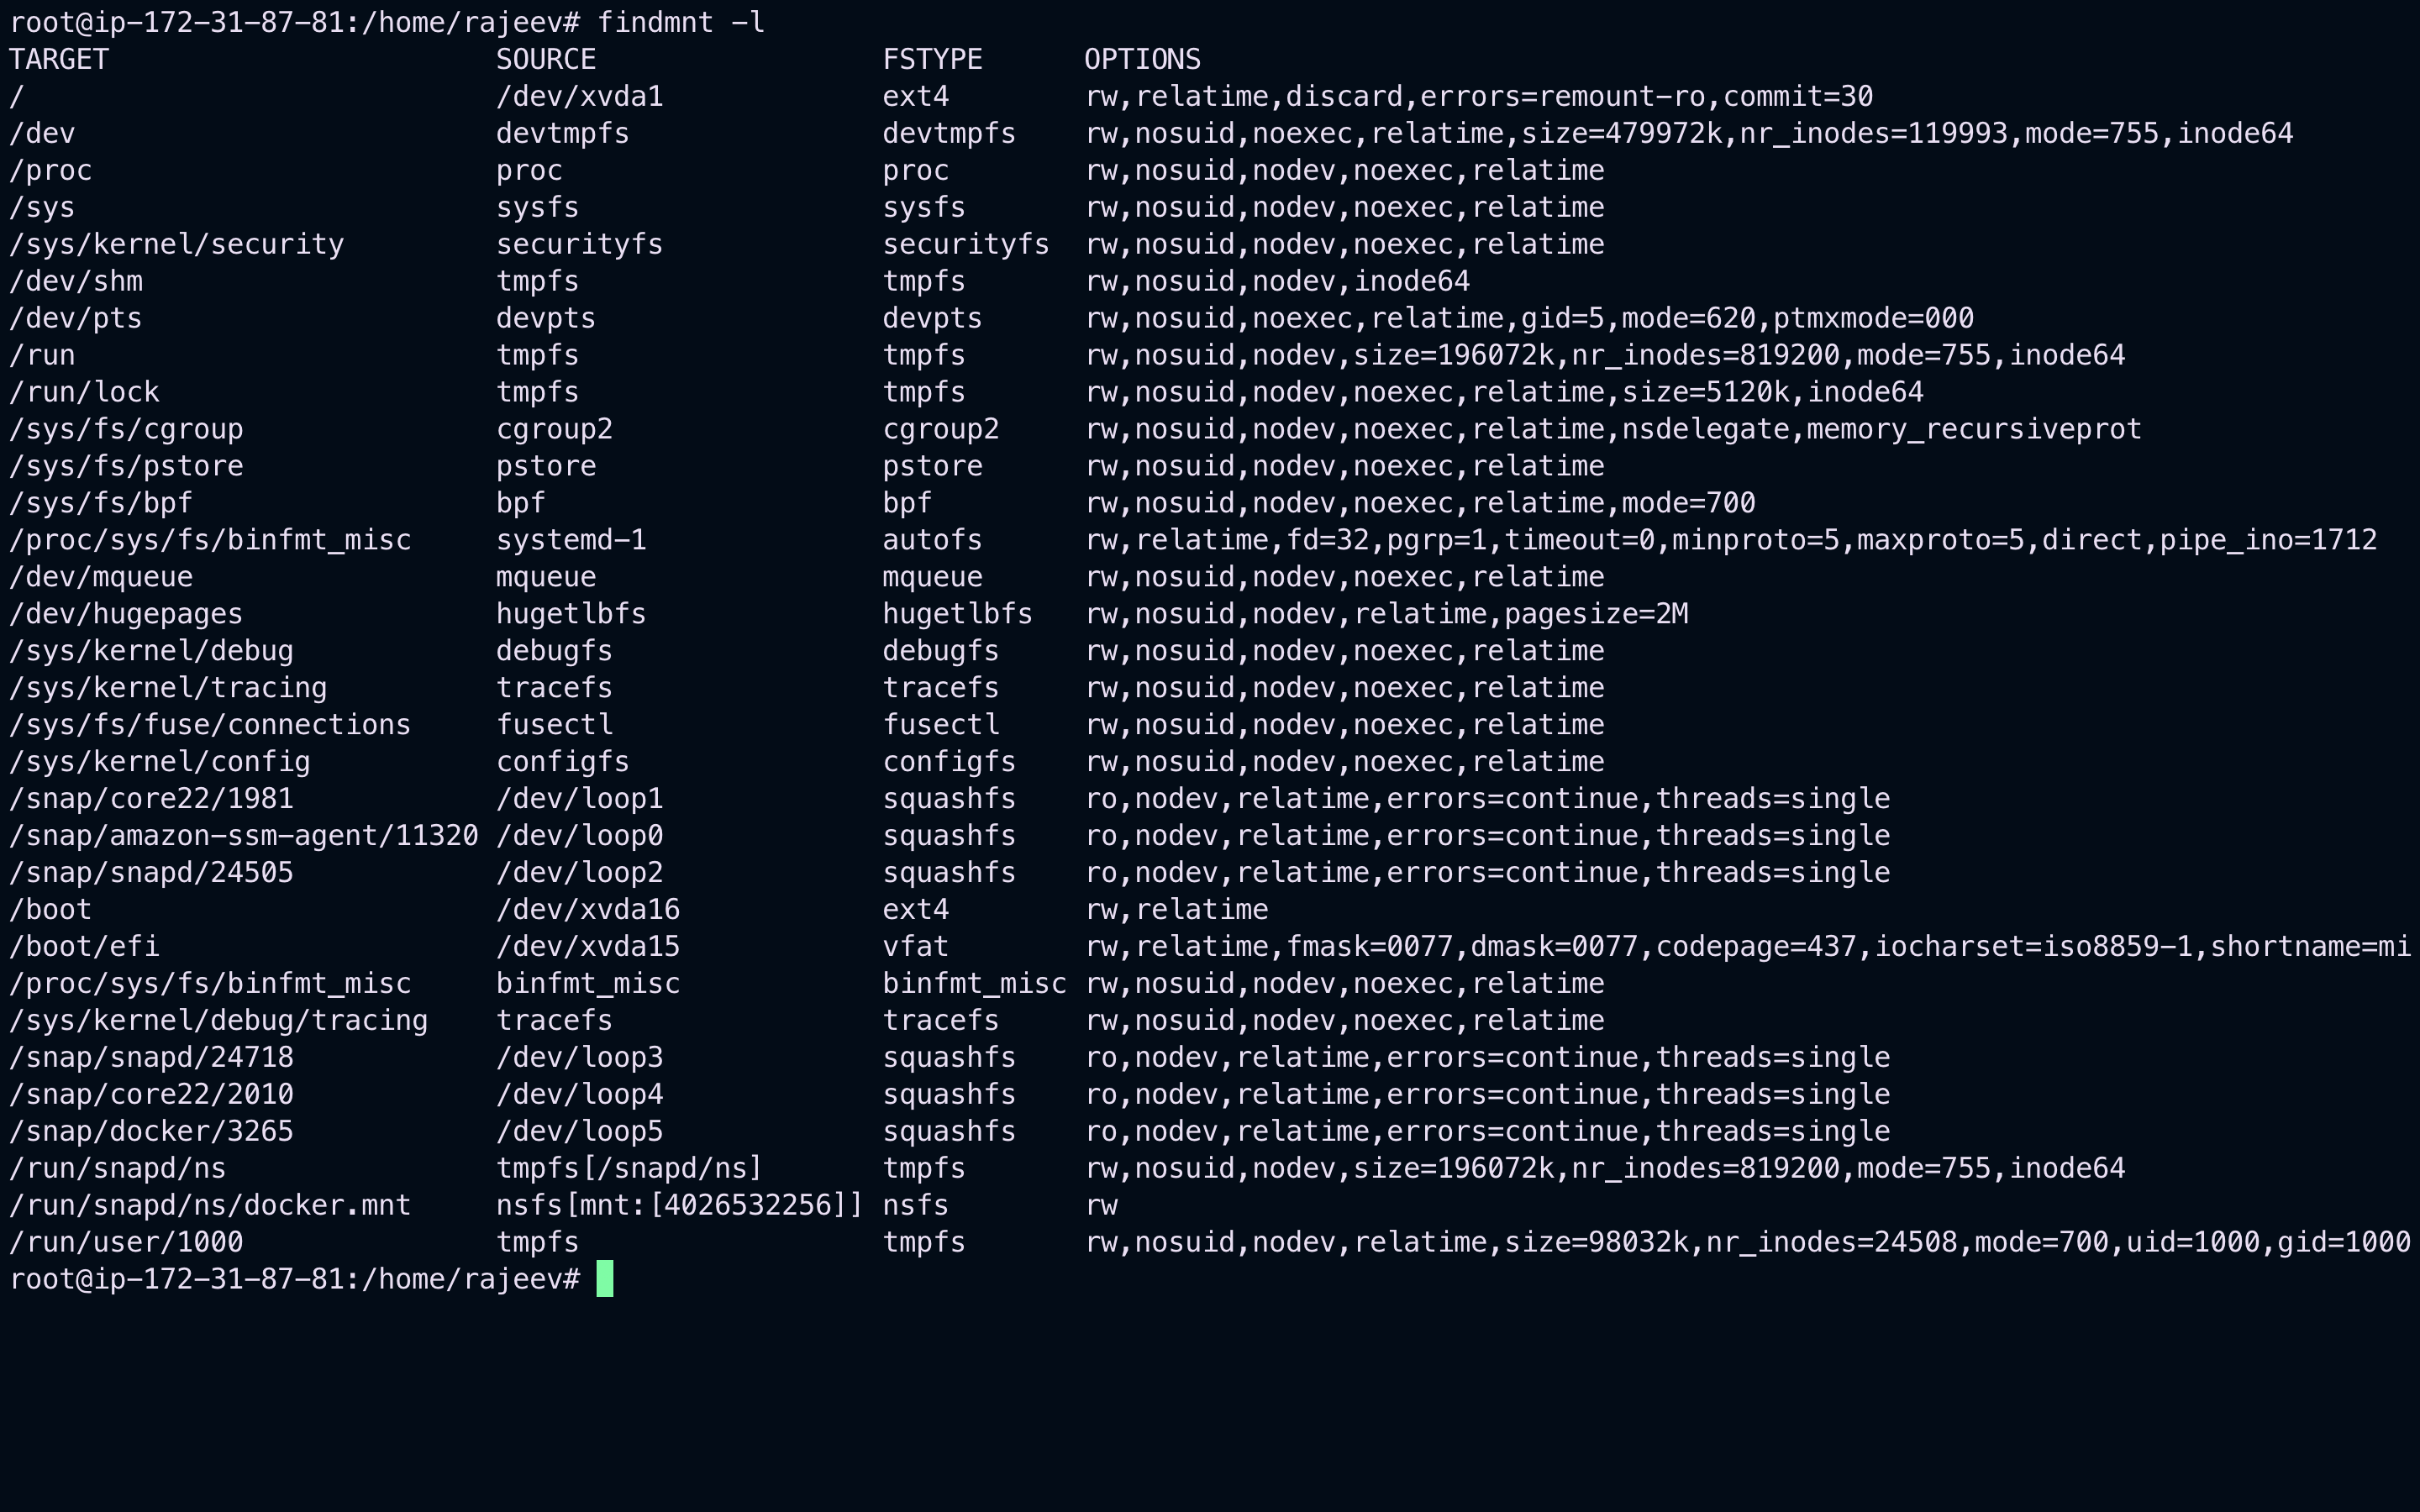 root@ip-172-31-87-81:/home/rajeev# findmnt -l
TARGET                       SOURCE                 FSTYPE      OPTIONS
/                            /dev/xvda1             ext4        rw,relatime,discard,errors=remount-ro,commit=30
/dev                         devtmpfs               devtmpfs    rw,nosuid,noexec,relatime,size=479972k,nr_inodes=119993,mode=755,inode64
/proc                        proc                   proc        rw,nosuid,nodev,noexec,relatime
/sys                         sysfs                  sysfs       rw,nosuid,nodev,noexec,relatime
/sys/kernel/security         securityfs             securityfs  rw,nosuid,nodev,noexec,relatime
/dev/shm                     tmpfs                  tmpfs       rw,nosuid,nodev,inode64
/dev/pts                     devpts                 devpts      rw,nosuid,noexec,relatime,gid=5,mode=620,ptmxmode=000
/run                         tmpfs                  tmpfs       rw,nosuid,nodev,size=196072k,nr_inodes=819200,mode=755,inode64
/run/lock                    tmpfs                  tmpfs       rw,nosuid,nodev,noexec,relatime,size=5120k,inode64
/sys/fs/cgroup               cgroup2                cgroup2     rw,nosuid,nodev,noexec,relatime,nsdelegate,memory_recursiveprot
/sys/fs/pstore               pstore                 pstore      rw,nosuid,nodev,noexec,relatime
/sys/fs/bpf                  bpf                    bpf         rw,nosuid,nodev,noexec,relatime,mode=700
/proc/sys/fs/binfmt_misc     systemd-1              autofs      rw,relatime,fd=32,pgrp=1,timeout=0,minproto=5,maxproto=5,direct,pipe_ino=1712
/dev/mqueue                  mqueue                 mqueue      rw,nosuid,nodev,noexec,relatime
/dev/hugepages               hugetlbfs              hugetlbfs   rw,nosuid,nodev,relatime,pagesize=2M
/sys/kernel/debug            debugfs                debugfs     rw,nosuid,nodev,noexec,relatime
/sys/kernel/tracing          tracefs                tracefs     rw,nosuid,nodev,noexec,relatime
/sys/fs/fuse/connections     fusectl                fusectl     rw,nosuid,nodev,noexec,relatime
/sys/kernel/config           configfs               configfs    rw,nosuid,nodev,noexec,relatime
/snap/core22/1981            /dev/loop1             squashfs    ro,nodev,relatime,errors=continue,threads=single
/snap/amazon-ssm-agent/11320 /dev/loop0             squashfs    ro,nodev,relatime,errors=continue,threads=single
/snap/snapd/24505            /dev/loop2             squashfs    ro,nodev,relatime,errors=continue,threads=single
/boot                        /dev/xvda16            ext4        rw,relatime
/boot/efi                    /dev/xvda15            vfat        rw,relatime,fmask=0077,dmask=0077,codepage=437,iocharset=iso8859-1,shortname=mi
/proc/sys/fs/binfmt_misc     binfmt_misc            binfmt_misc rw,nosuid,nodev,noexec,relatime
/sys/kernel/debug/tracing    tracefs                tracefs     rw,nosuid,nodev,noexec,relatime
/snap/snapd/24718            /dev/loop3             squashfs    ro,nodev,relatime,errors=continue,threads=single
/snap/core22/2010            /dev/loop4             squashfs    ro,nodev,relatime,errors=continue,threads=single
/snap/docker/3265            /dev/loop5             squashfs    ro,nodev,relatime,errors=continue,threads=single
/run/snapd/ns                tmpfs[/snapd/ns]       tmpfs       rw,nosuid,nodev,size=196072k,nr_inodes=819200,mode=755,inode64
/run/snapd/ns/docker.mnt     nsfs[mnt:[4026532256]] nsfs        rw
/run/user/1000               tmpfs                  tmpfs       rw,nosuid,nodev,relatime,size=98032k,nr_inodes=24508,mode=700,uid=1000,gid=1000
root@ip-172-31-87-81:/home/rajeev#